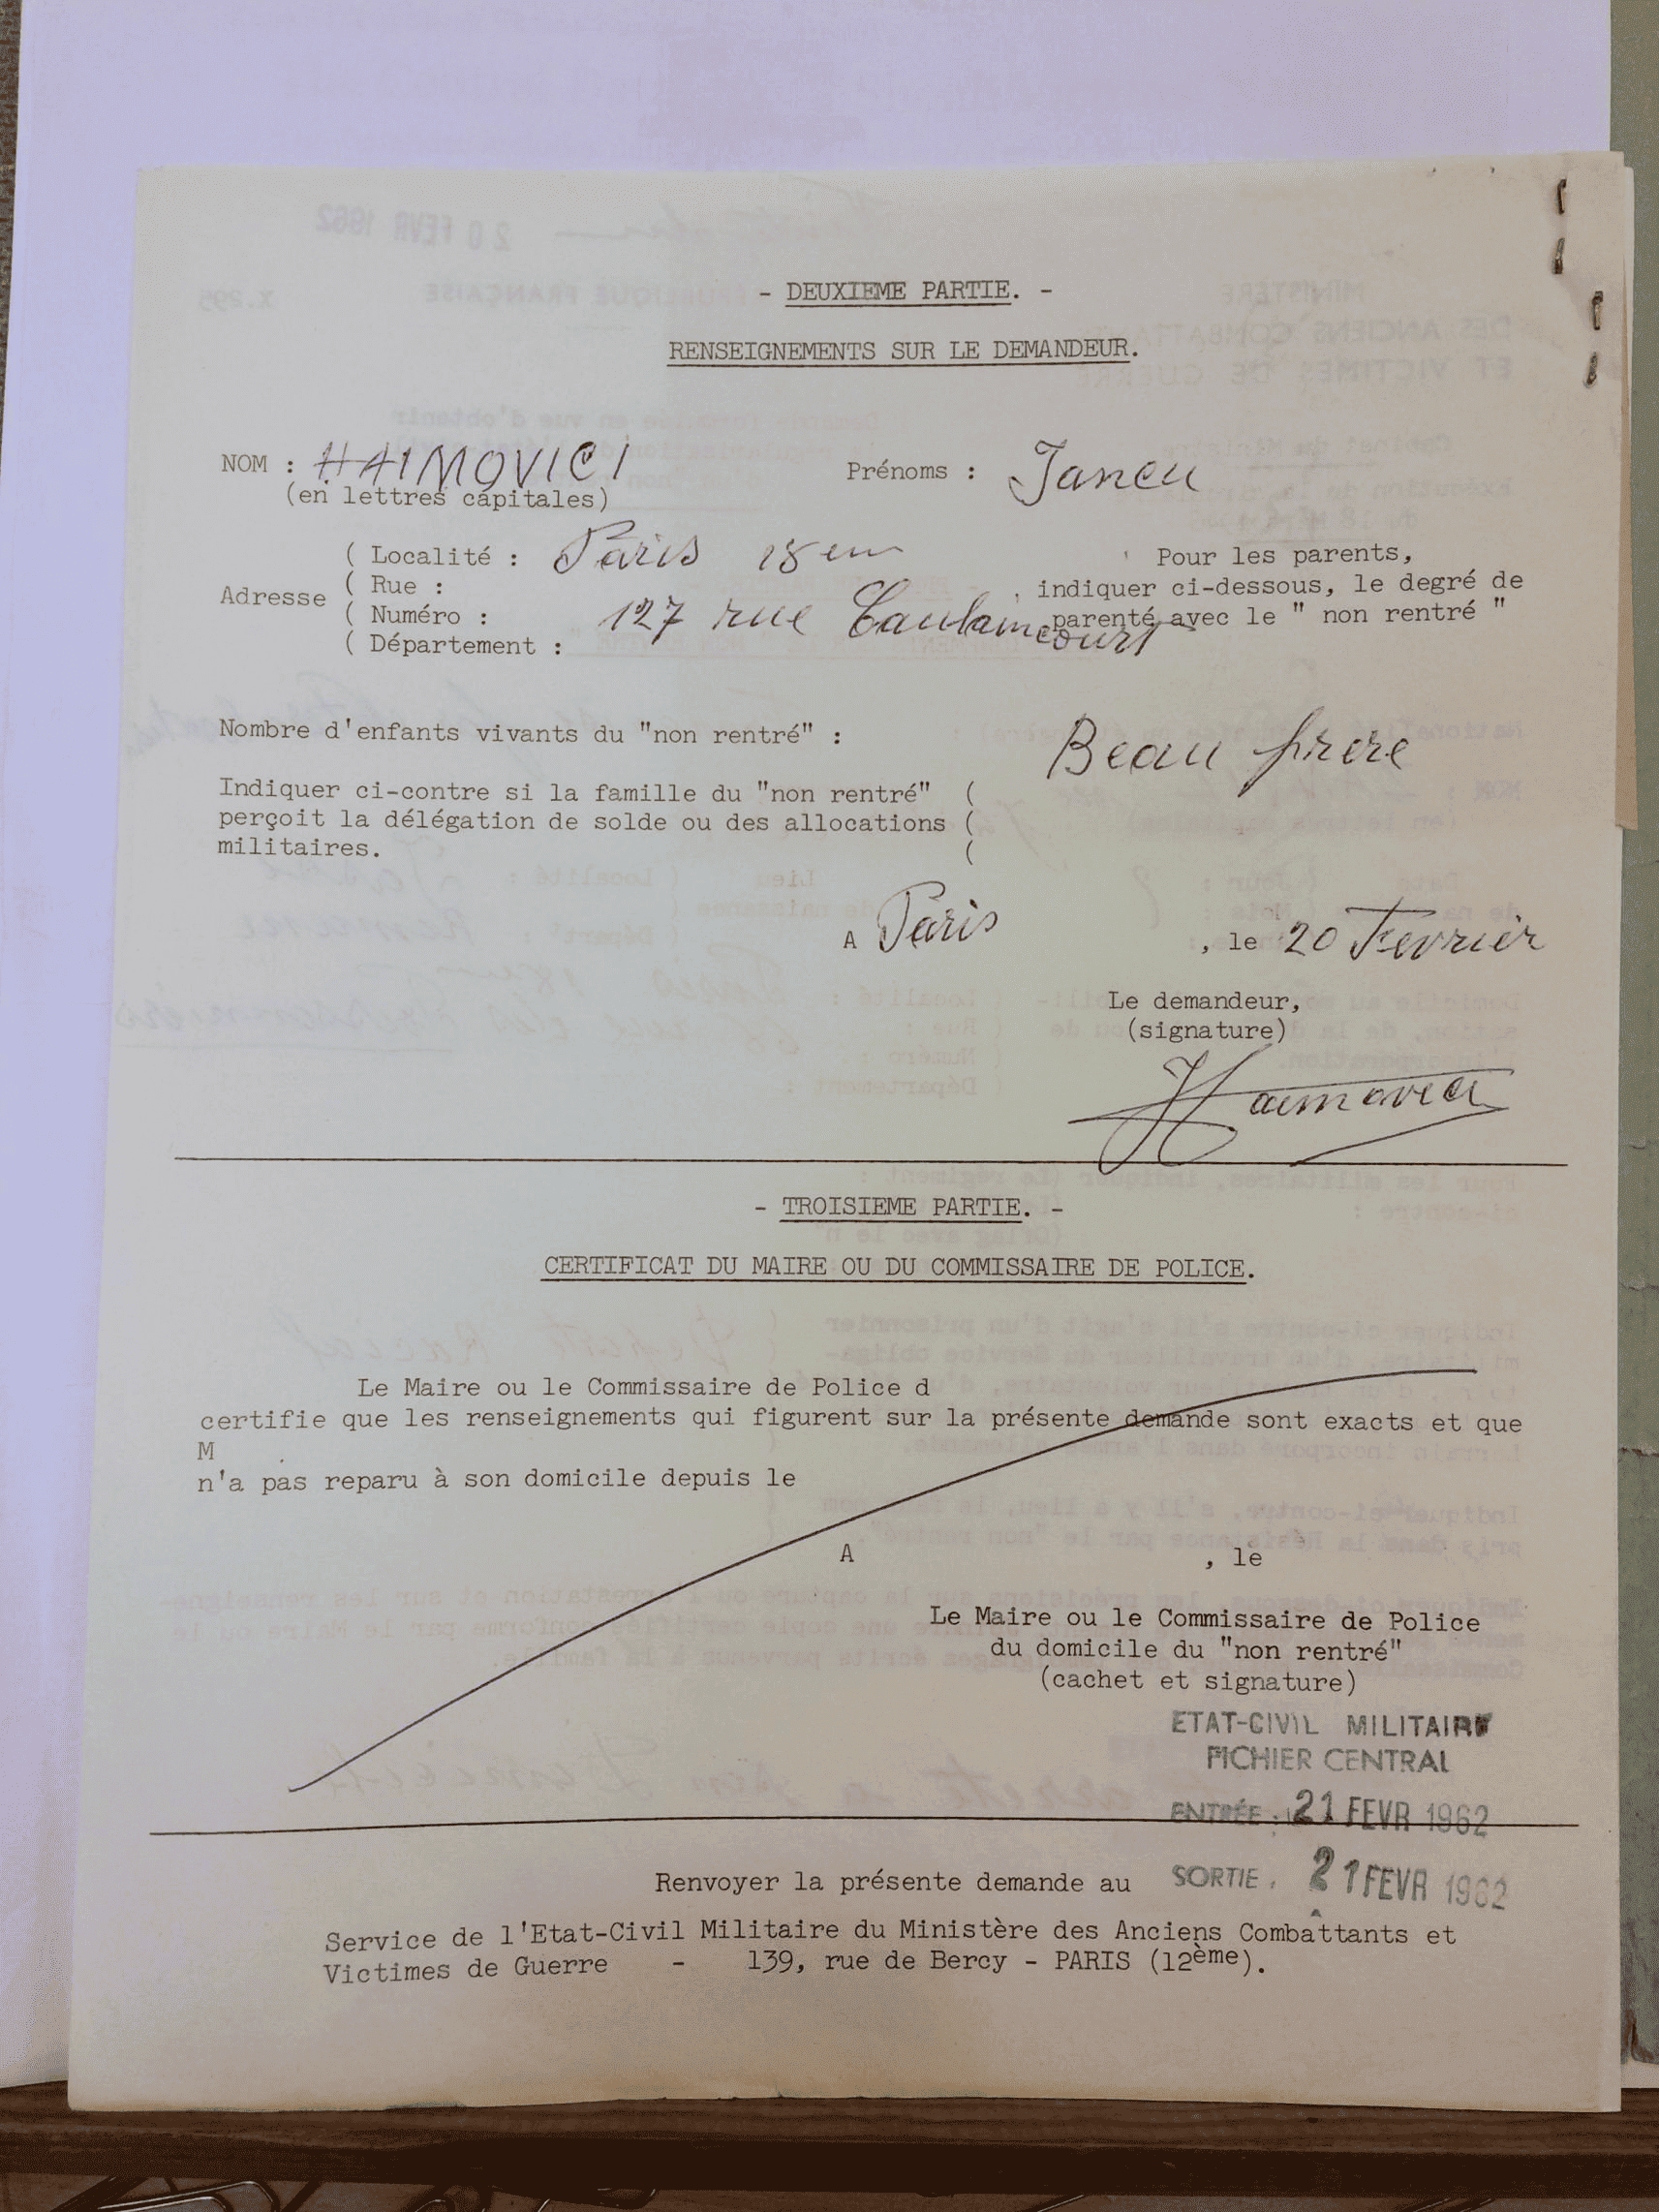 - DEUXIEME PARTIE. -
RENSEIGNEMENTS SUR LE DEMANDEUR.
NOM : HAIMOVICI Prénoms : Jancu
(en lettres capitales)
( Localité : Paris 18em
Adresse ( Rue :
( Numéro : 127 rue Caulaincourt
( Département :
Pour les parents,
indiquer ci-dessous, le degré de
parenté avec le " non rentré "
Nombre d'enfants vivants du "non rentré" :
Beau frere
Indiquer ci-contre si la famille du "non rentré" (
perçoit la délégation de solde ou des allocations (
militaires. (
A Paris , le 20 Fevrier
Le demandeur,
(signature)
Haimovici
- TROISIEME PARTIE. -
CERTIFICAT DU MAIRE OU DU COMMISSAIRE DE POLICE.
Le Maire ou le Commissaire de Police d
certifie que les renseignements qui figurent sur la présente demande sont exacts et que
M
n'a pas reparu à son domicile depuis le
A , le
Le Maire ou le Commissaire de Police
du domicile du "non rentré"
(cachet et signature)
ETAT-CIVIL MILITAIRE
FICHIER CENTRAL
ENTRÉE : 21 FEVR 1962
Renvoyer la présente demande au SORTIE . 21 FEVR 1962
Service de l'Etat-Civil Militaire du Ministère des Anciens Combattants et
Victimes de Guerre - 139, rue de Bercy - PARIS (12ème).